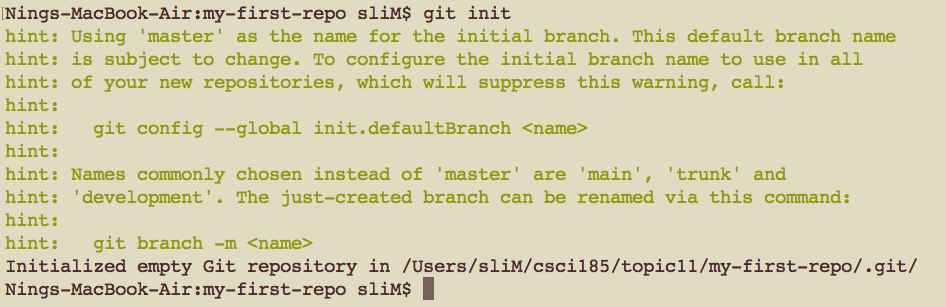 Nings-MacBook-Air:my-first-repo sliM$ git init
hint: Using 'master' as the name for the initial branch. This default branch name
hint: is subject to change. To configure the initial branch name to use in all
hint: of your new repositories, which will suppress this warning, call:
hint:
hint:   git config --global init.defaultBranch <name>
hint:
hint: Names commonly chosen instead of 'master' are 'main', 'trunk' and
hint: 'development'. The just-created branch can be renamed via this command:
hint:
hint:   git branch -m <name>
Initialized empty Git repository in /Users/sliM/csci185/topic11/my-first-repo/.git/
Nings-MacBook-Air:my-first-repo sliM$